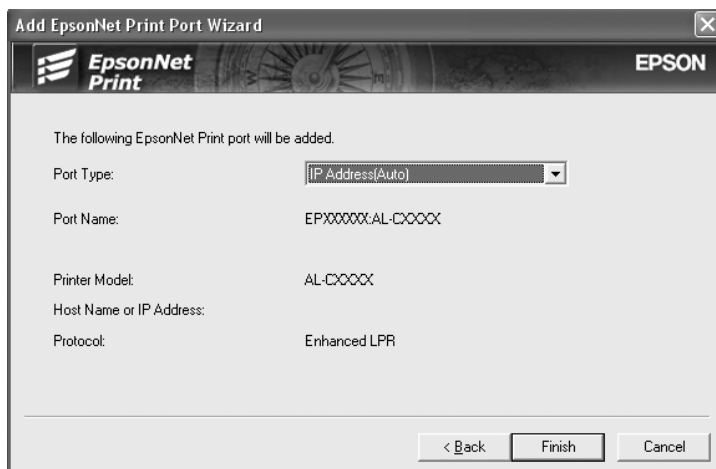 Add EpsonNet Print Port Wizard
EpsonNet
Print
EPSON
The following EpsonNet Print port will be added.
Port Type: IP Address(Auto)
Port Name: EPXXXXXX:AL-CXXXX
Printer Model: AL-CXXXX
Host Name or IP Address:
Protocol: Enhanced LPR
< Back Finish Cancel